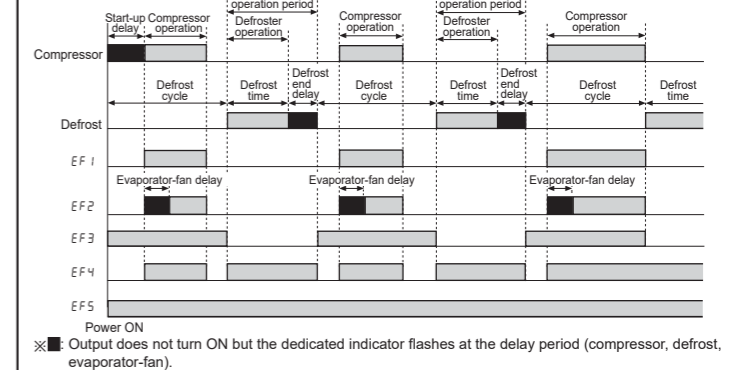 operation period
operation period
Start-up delay
Compressor operation
Defroster operation
Compressor operation
Defroster operation
Compressor operation
Compressor
Defrost cycle
Defrost time
Defrost end delay
Defrost cycle
Defrost time
Defrost end delay
Defrost cycle
Defrost time
Defrost
EF1
Evaporator-fan delay
Evaporator-fan delay
Evaporator-fan delay
EF2
EF3
EF4
EF5
Power ON
※■: Output does not turn ON but the dedicated indicator flashes at the delay period (compressor, defrost,
evaporator-fan).